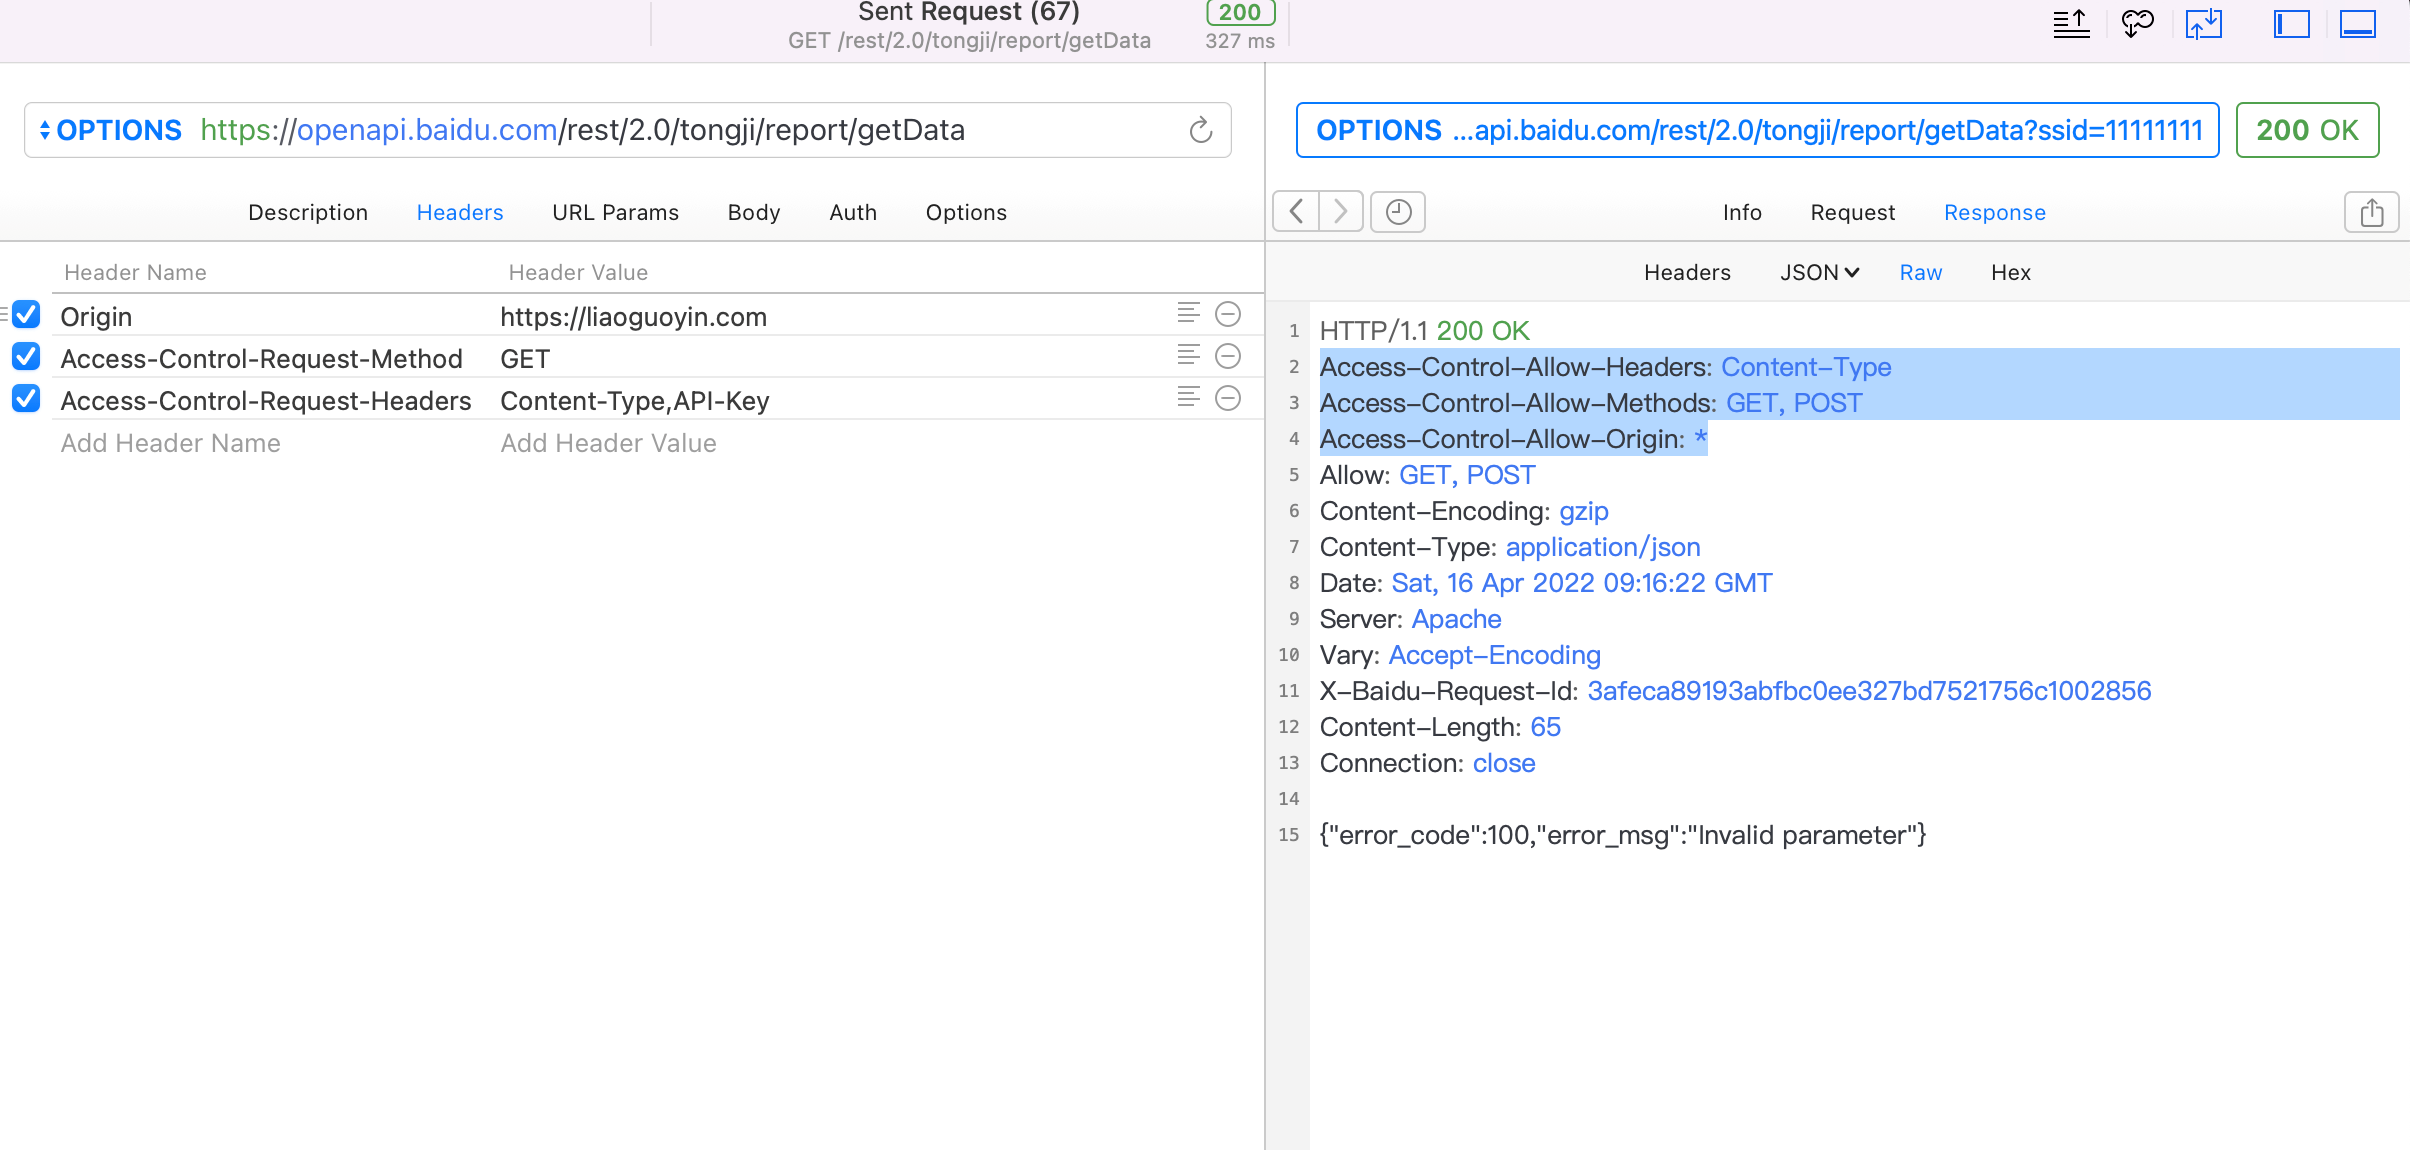 Sent Request (67)
GET /rest/2.0/tongji/report/getData
200
327 ms
OPTIONS https://openapi.baidu.com/rest/2.0/tongji/report/getData
Description Headers URL Params Body Auth Options
Header Name Header Value
Origin https://liaoguoyin.com
Access-Control-Request-Method GET
Access-Control-Request-Headers Content-Type,API-Key
Add Header Name Add Header Value
OPTIONS ...api.baidu.com/rest/2.0/tongji/report/getData?ssid=11111111 200 OK
Info Request Response
Headers JSON Raw Hex
1 HTTP/1.1 200 OK
2 Access-Control-Allow-Headers: Content-Type
3 Access-Control-Allow-Methods: GET, POST
4 Access-Control-Allow-Origin: *
5 Allow: GET, POST
6 Content-Encoding: gzip
7 Content-Type: application/json
8 Date: Sat, 16 Apr 2022 09:16:22 GMT
9 Server: Apache
10 Vary: Accept-Encoding
11 X-Baidu-Request-Id: 3afeca89193abfbc0ee327bd7521756c1002856
12 Content-Length: 65
13 Connection: close
14
15 {"error_code":100,"error_msg":"Invalid parameter"}